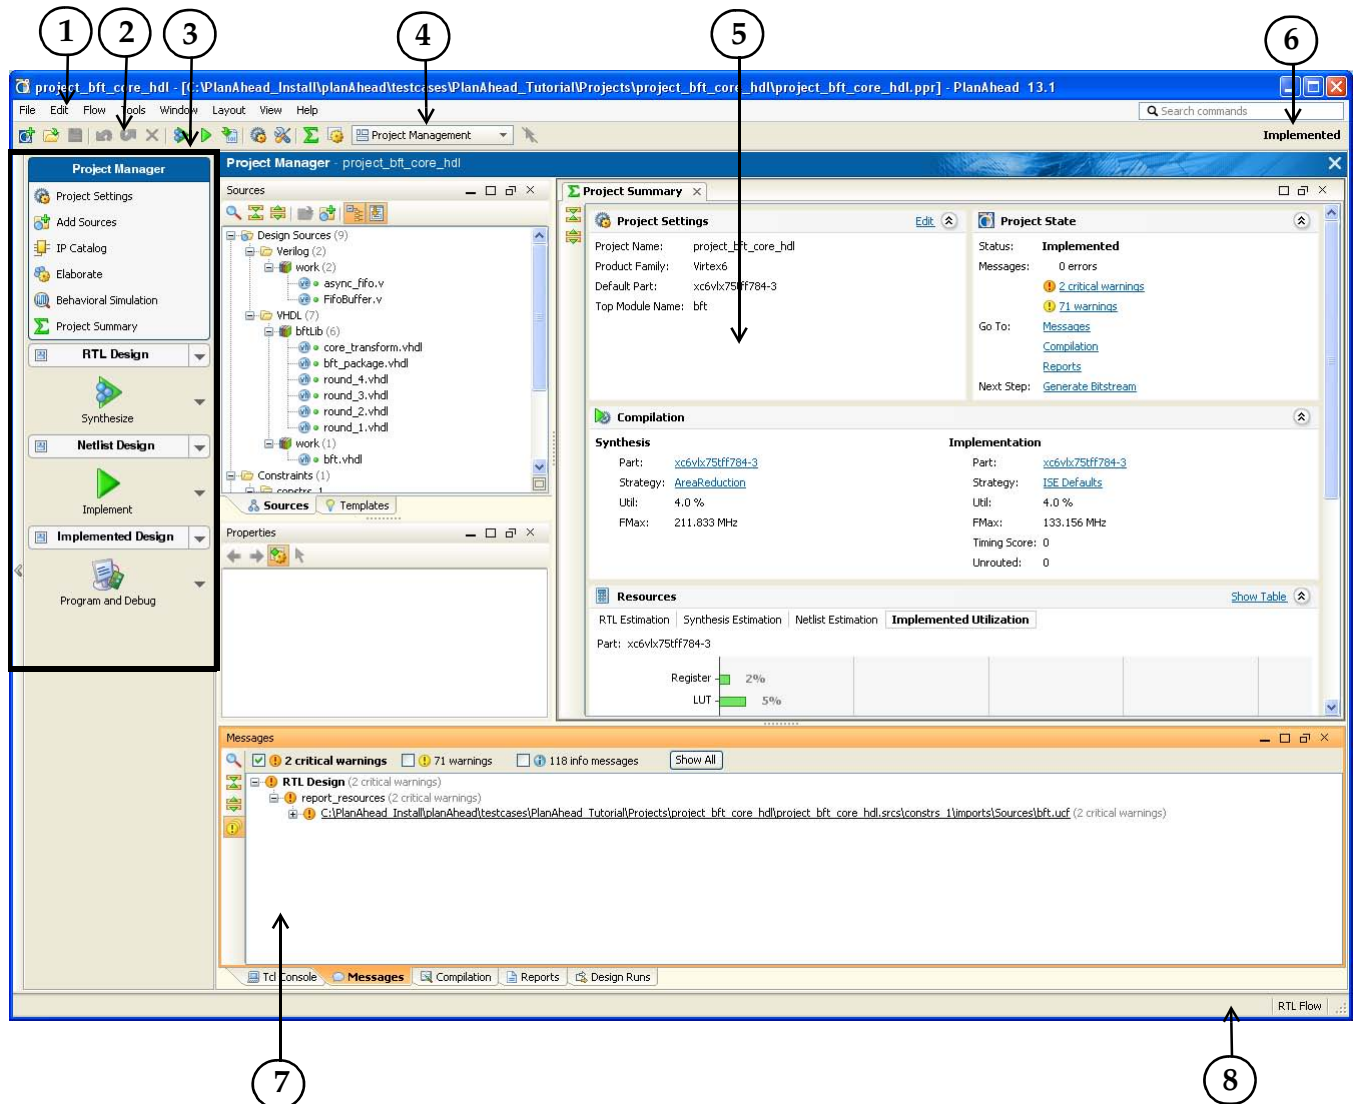 1 2 3 4 5 6
project_bft_core_hdl - [C:\PlanAhead_Install\planAhead\testcases\PlanAhead_Tutorial\Projects\project_bft_core_hdl\project_bft_core_hdl.ppr] - PlanAhead 13.1
File Edit Flow Tools Window Layout View Help
Search commands
Project Management
Implemented
Project Manager
Project Settings
Add Sources
IP Catalog
Elaborate
Behavioral Simulation
Project Summary
RTL Design
Synthesize
Netlist Design
Implement
Implemented Design
Program and Debug
Project Manager - project_bft_core_hdl
Sources
Design Sources (9)
Verilog (2)
work (2)
async_fifo.v
FifoBuffer.v
VHDL (7)
bftLib (6)
core_transform.vhdl
bft_package.vhdl
round_4.vhdl
round_3.vhdl
round_2.vhdl
round_1.vhdl
work (1)
bft.vhdl
Constraints (1)
constrs_1
Sources Templates
Properties
Project Summary
Project Settings Edit
Project Name: project_bft_core_hdl
Product Family: Virtex6
Default Part: xc6vlx75tff784-3
Top Module Name: bft
Project State
Status: Implemented
Messages: 0 errors
2 critical warnings
71 warnings
Go To: Messages
Compilation
Reports
Next Step: Generate Bitstream
Compilation
Synthesis
Part: xc6vlx75tff784-3
Strategy: AreaReduction
Util: 4.0 %
FMax: 211.833 MHz
Implementation
Part: xc6vlx75tff784-3
Strategy: ISE Defaults
Util: 4.0 %
FMax: 133.156 MHz
Timing Score: 0
Unrouted: 0
Resources Show Table
RTL Estimation Synthesis Estimation Netlist Estimation Implemented Utilization
Part: xc6vlx75tff784-3
Register 2%
LUT 5%
Messages
2 critical warnings 71 warnings 118 info messages Show All
RTL Design (2 critical warnings)
report_resources (2 critical warnings)
C:\PlanAhead_Install\planAhead\testcases\PlanAhead_Tutorial\Projects\project_bft_core_hdl\project_bft_core_hdl.srcs\constrs_1\imports\Sources\bft.ucf (2 critical warnings)
Tcl Console Messages Compilation Reports Design Runs
RTL Flow
7 8